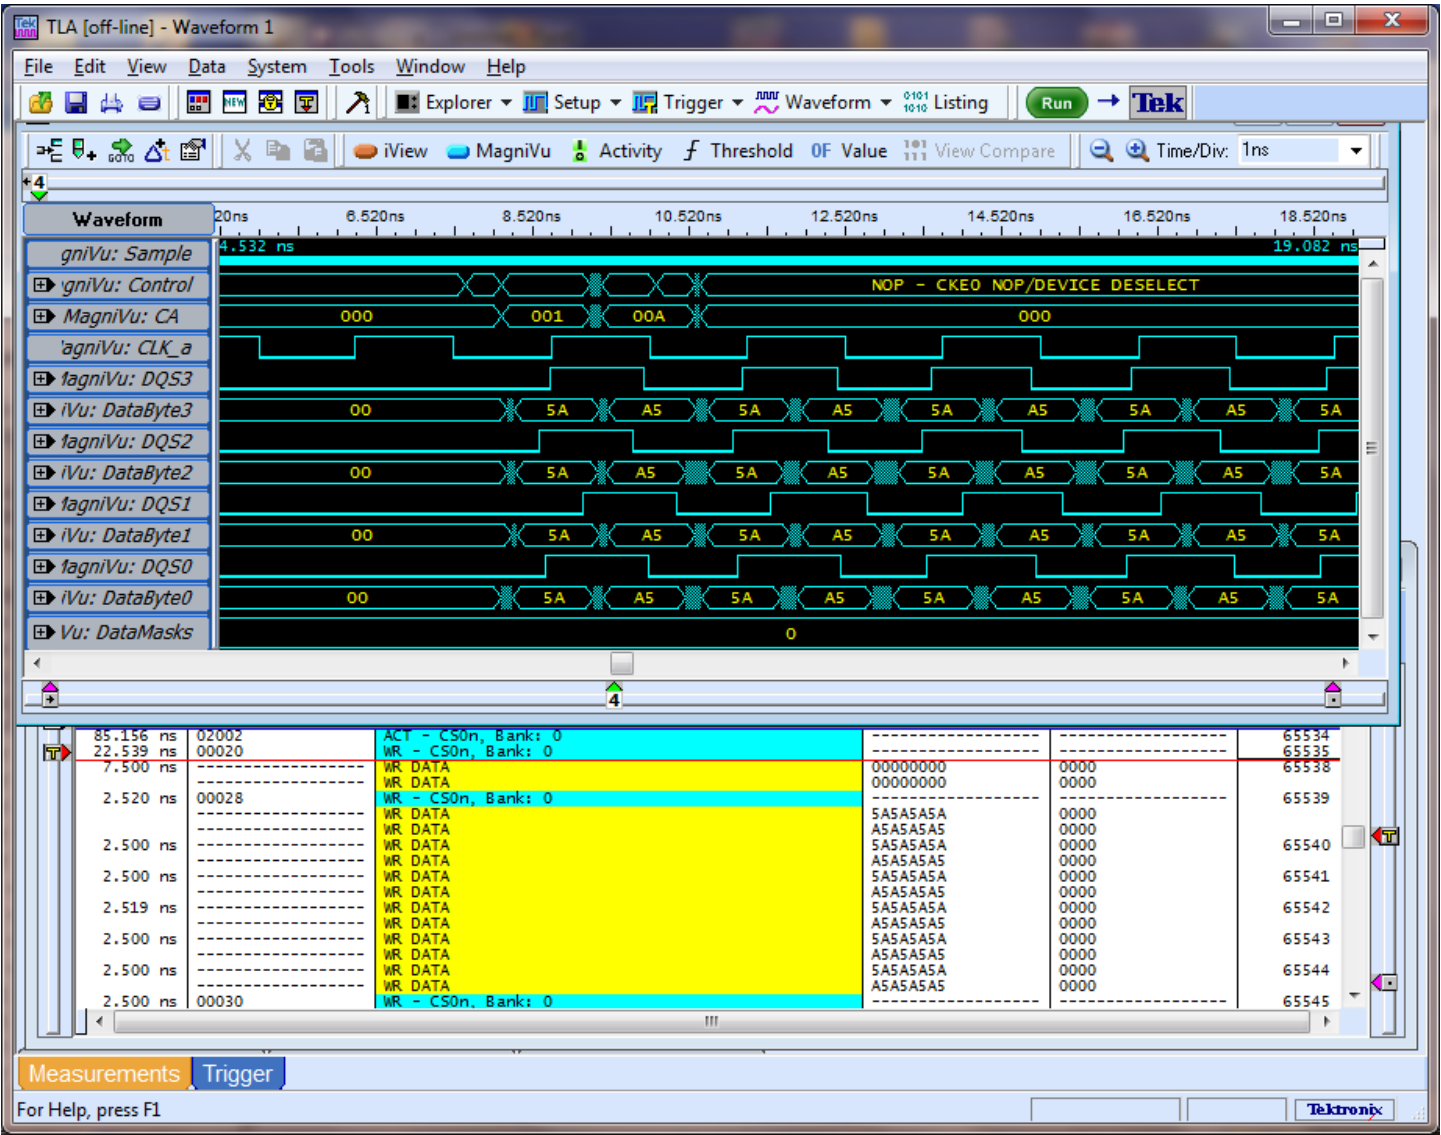 TLA [off-line] - Waveform 1
File Edit View Data System Tools Window Help
Explorer Setup Trigger Waveform Listing Run Tek
iView MagniVu Activity Threshold 0F Value View Compare Time/Div: 1ns
4
Waveform 20ns 6.520ns 8.520ns 10.520ns 12.520ns 14.520ns 16.520ns 18.520ns
gniVu: Sample 4.532 ns 19.082 ns
gniVu: Control NOP - CKE0 NOP/DEVICE DESELECT
MagniVu: CA 000 001 00A 000
agniVu: CLK_a
agniVu: DQS3
iVu: DataByte3 00 5A A5 5A A5 5A A5 5A A5 5A
agniVu: DQS2
iVu: DataByte2 00 5A A5 5A A5 5A A5 5A A5 5A
agniVu: DQS1
iVu: DataByte1 00 5A A5 5A A5 5A A5 5A A5 5A
agniVu: DQS0
iVu: DataByte0 00 5A A5 5A A5 5A A5 5A A5 5A
Vu: DataMasks 0
4
85.156 ns 02002 ACT - CS0n, Bank: 0 ------------------ ------------------ 65534
22.539 ns 00020 WR - CS0n, Bank: 0 ------------------ ------------------ 65535
7.500 ns ------------------ WR DATA 00000000 0000 65538
------------------ WR DATA 00000000 0000
2.520 ns 00028 WR - CS0n, Bank: 0 ------------------ ------------------ 65539
------------------ WR DATA 5A5A5A5A 0000
------------------ WR DATA A5A5A5A5 0000
2.500 ns ------------------ WR DATA 5A5A5A5A 0000 65540
------------------ WR DATA A5A5A5A5 0000
2.500 ns ------------------ WR DATA 5A5A5A5A 0000 65541
------------------ WR DATA A5A5A5A5 0000
2.519 ns ------------------ WR DATA 5A5A5A5A 0000 65542
------------------ WR DATA A5A5A5A5 0000
2.500 ns ------------------ WR DATA 5A5A5A5A 0000 65543
------------------ WR DATA A5A5A5A5 0000
2.500 ns ------------------ WR DATA 5A5A5A5A 0000 65544
------------------ WR DATA A5A5A5A5 0000
2.500 ns 00030 WR - CS0n, Bank: 0 ------------------ ------------------ 65545
Measurements Trigger
For Help, press F1 Tektronix